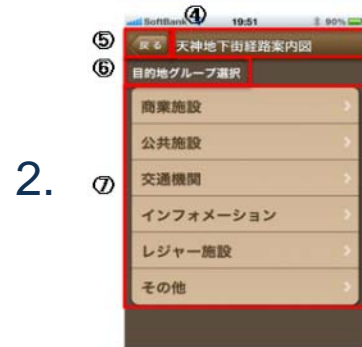 ④
SoftBank 19:51 90%
⑤ 戻る 天神地下街経路案内図
⑥ 目的地グループ選択
商業施設
公共施設
2. ⑦ 交通機関
インフォメーション
レジャー施設
その他